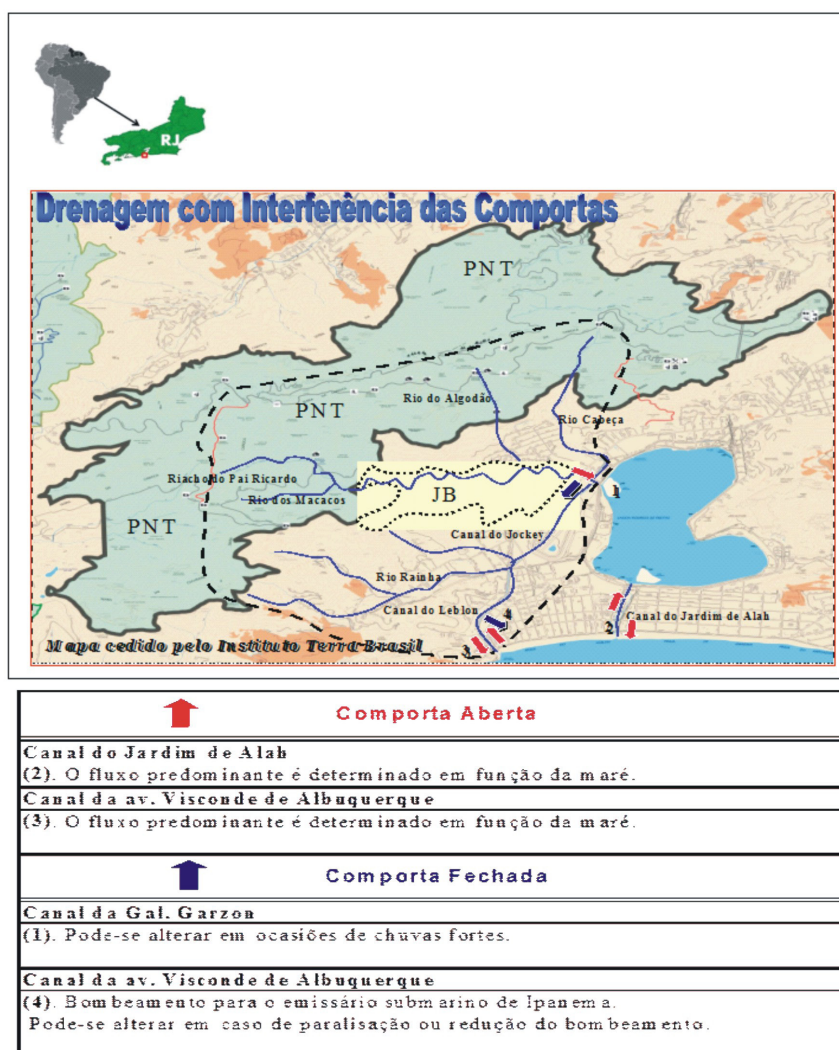 R.J
Drenagem com Interferência das Comportas
PNT
PNT
Rio do Algodão
Rio Cabeça
Riacho do Pai Ricardo
JB
1
Rio dos Macacos
PNT
Canal do Jockey
Rio Rainha
Canal do Leblon
4
Canal do Jardim de Alah
2
3
Mapa cedido pelo Instituto Terra Brasil
Comporta Aberta
Canal do Jardim de Alah
(2). O fluxo predominante é determinado em função da maré.
Canal da av. Visconde de Albuquerque
(3). O fluxo predominante é determinado em função da maré.
Comporta Fechada
Canal da Gal. Garzon
(1). Pode-se alterar em ocasiões de chuvas fortes.
Canal da av. Visconde de Albuquerque
(4). Bombeamento para o emissário submarino de Ipanema.
Pode-se alterar em caso de paralisação ou redução do bombeamento.